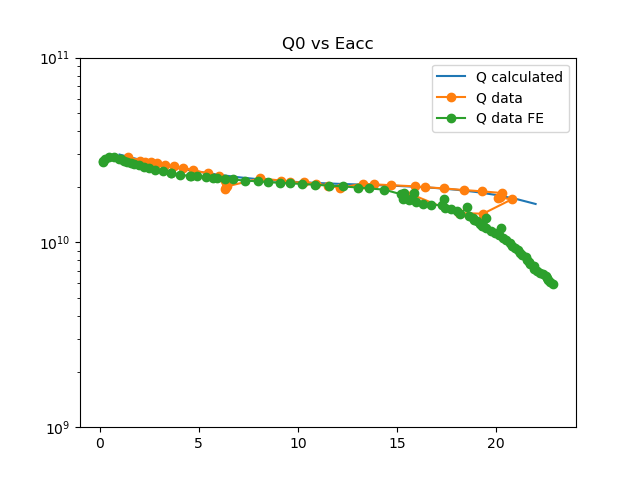 Q0 vs Eacc
10^11
Q calculated
Q data
Q data FE
10^10
10^9
0 5 10 15 20